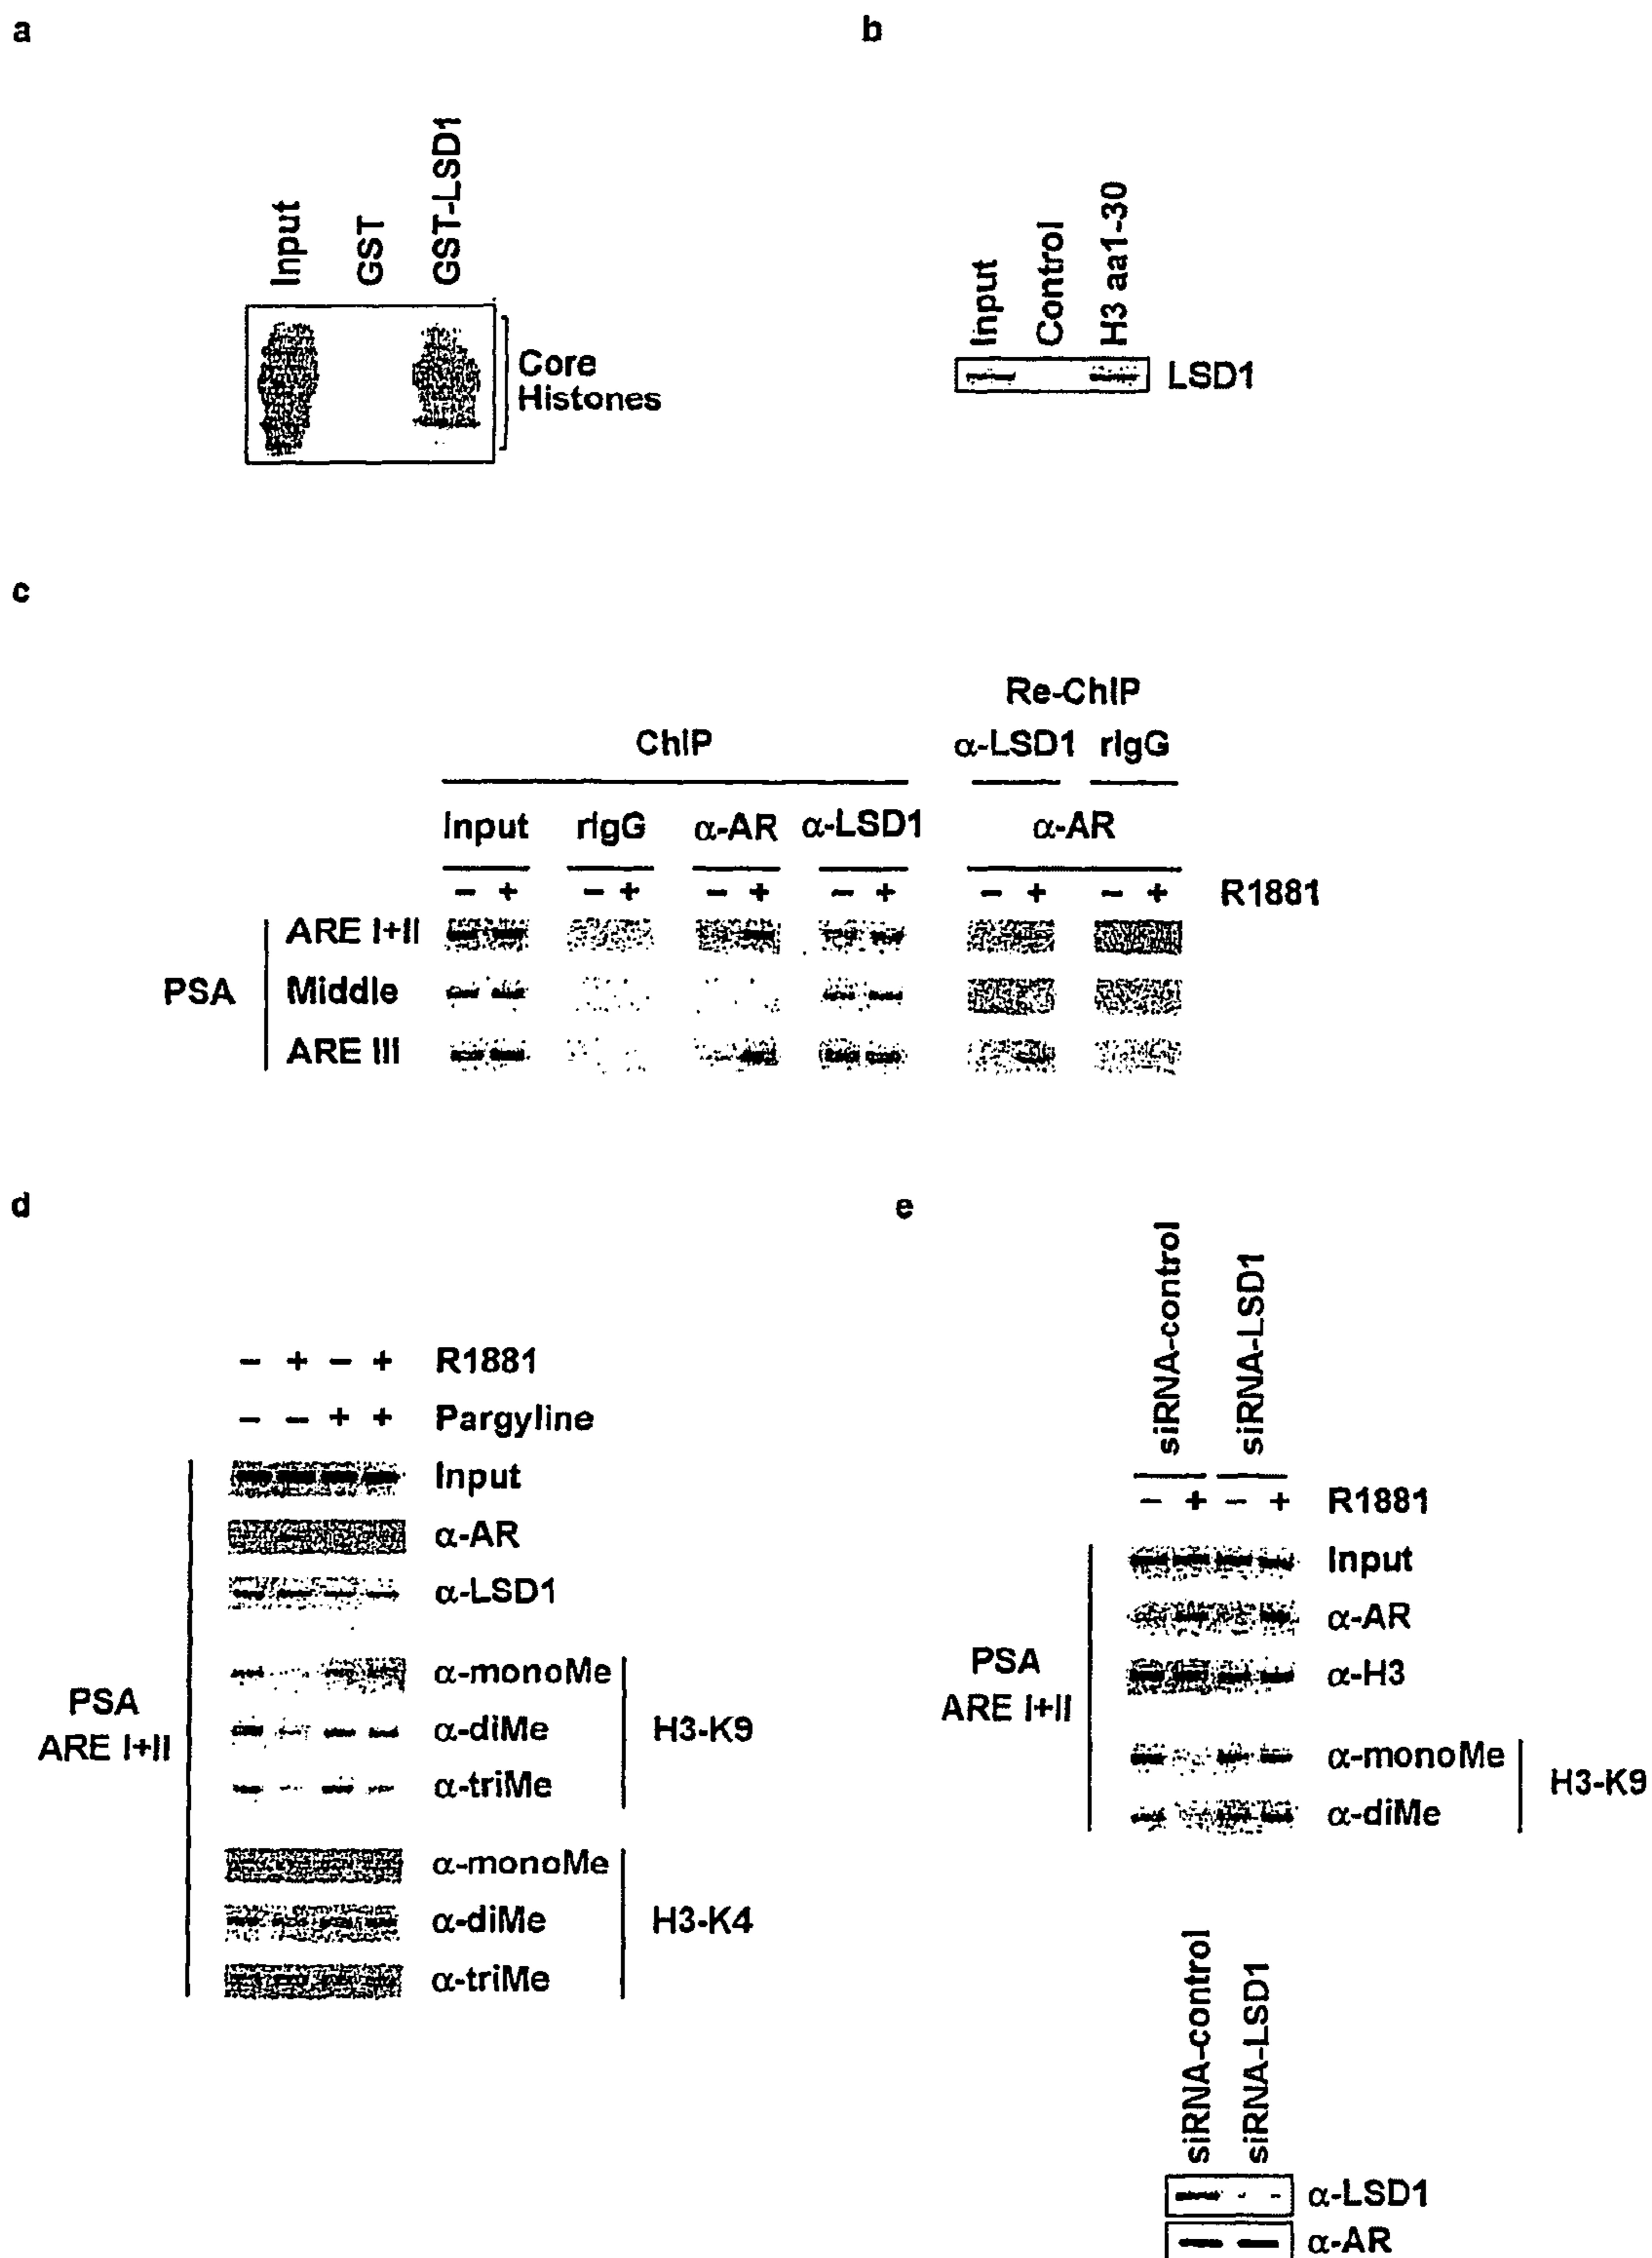 a
Input
GST
GST-LSD1
Core
Histones
b
Input
Control
H3 aa1-30
LSD1
c
Re-ChIP
ChIP
α-LSD1 rIgG
Input rIgG α-AR α-LSD1 α-AR
− + − + − + − + − + − + R1881
PSA
ARE I+II
Middle
ARE III
d
− + − + R1881
− − + + Pargyline
PSA
ARE I+II
Input
α-AR
α-LSD1
α-monoMe
α-diMe
α-triMe
H3-K9
α-monoMe
α-diMe
α-triMe
H3-K4
e
siRNA-control
siRNA-LSD1
− + − + R1881
PSA
ARE I+II
Input
α-AR
α-H3
α-monoMe
α-diMe
H3-K9
siRNA-control
siRNA-LSD1
α-LSD1
α-AR